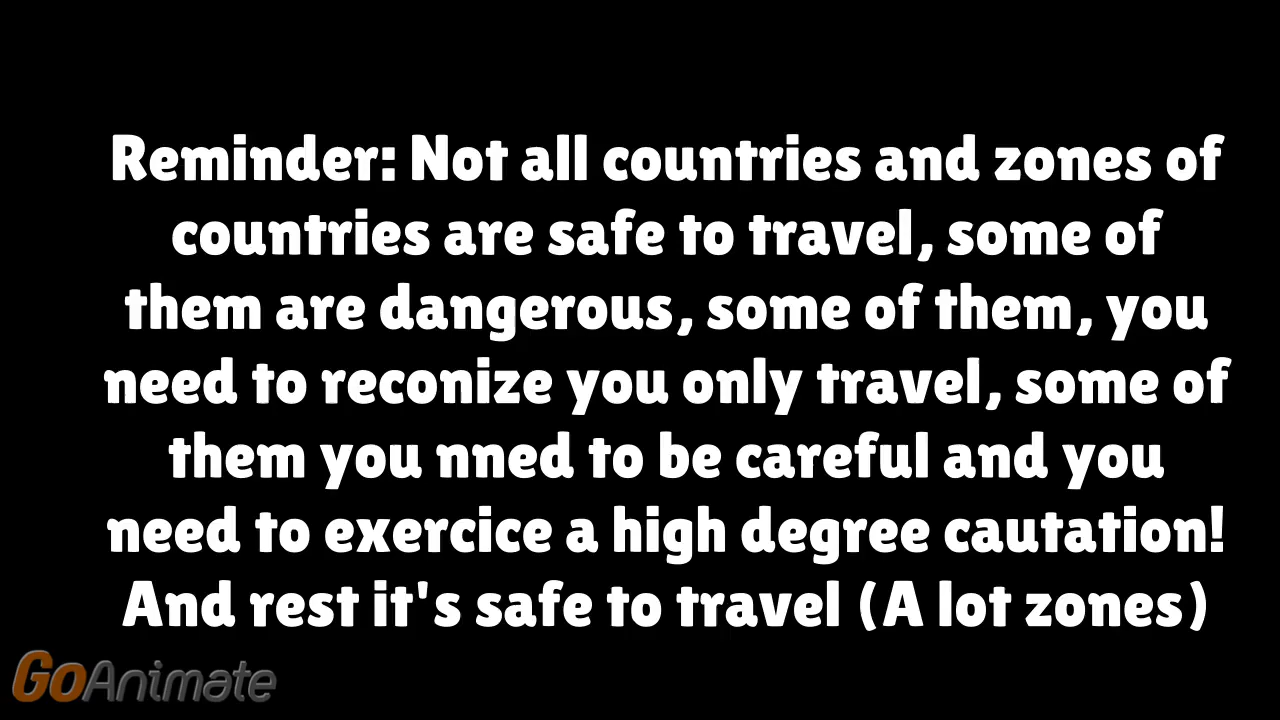 Reminder: Not all countries and zones of
countries are safe to travel, some of
them are dangerous, some of them, you
need to reconize you only travel, some of
them you nned to be careful and you
need to exercice a high degree cautation!
And rest it's safe to travel (A lot zones)
GoAnimate